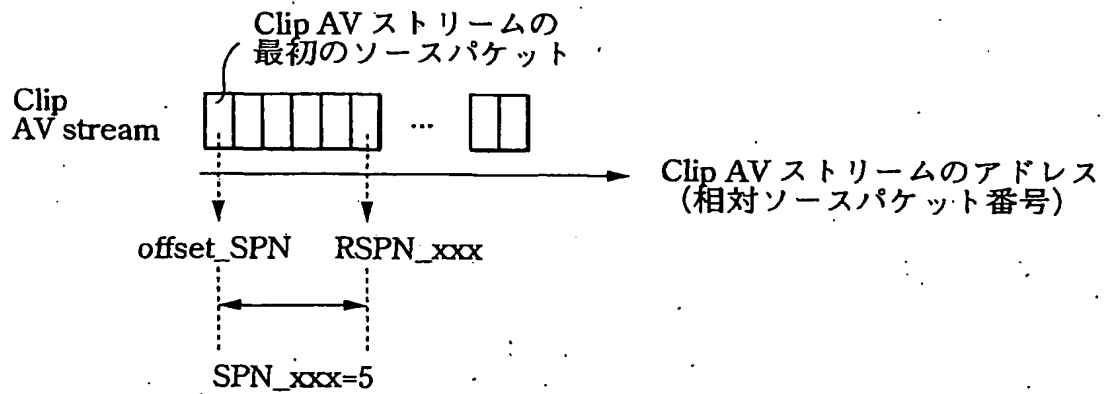 Clip AV ストリームの
最初のソースパケット
Clip
AV stream
...
Clip AV ストリームのアドレス
(相対ソースパケット番号)
offset_SPN RSPN_xxx
SPN_xxx=5